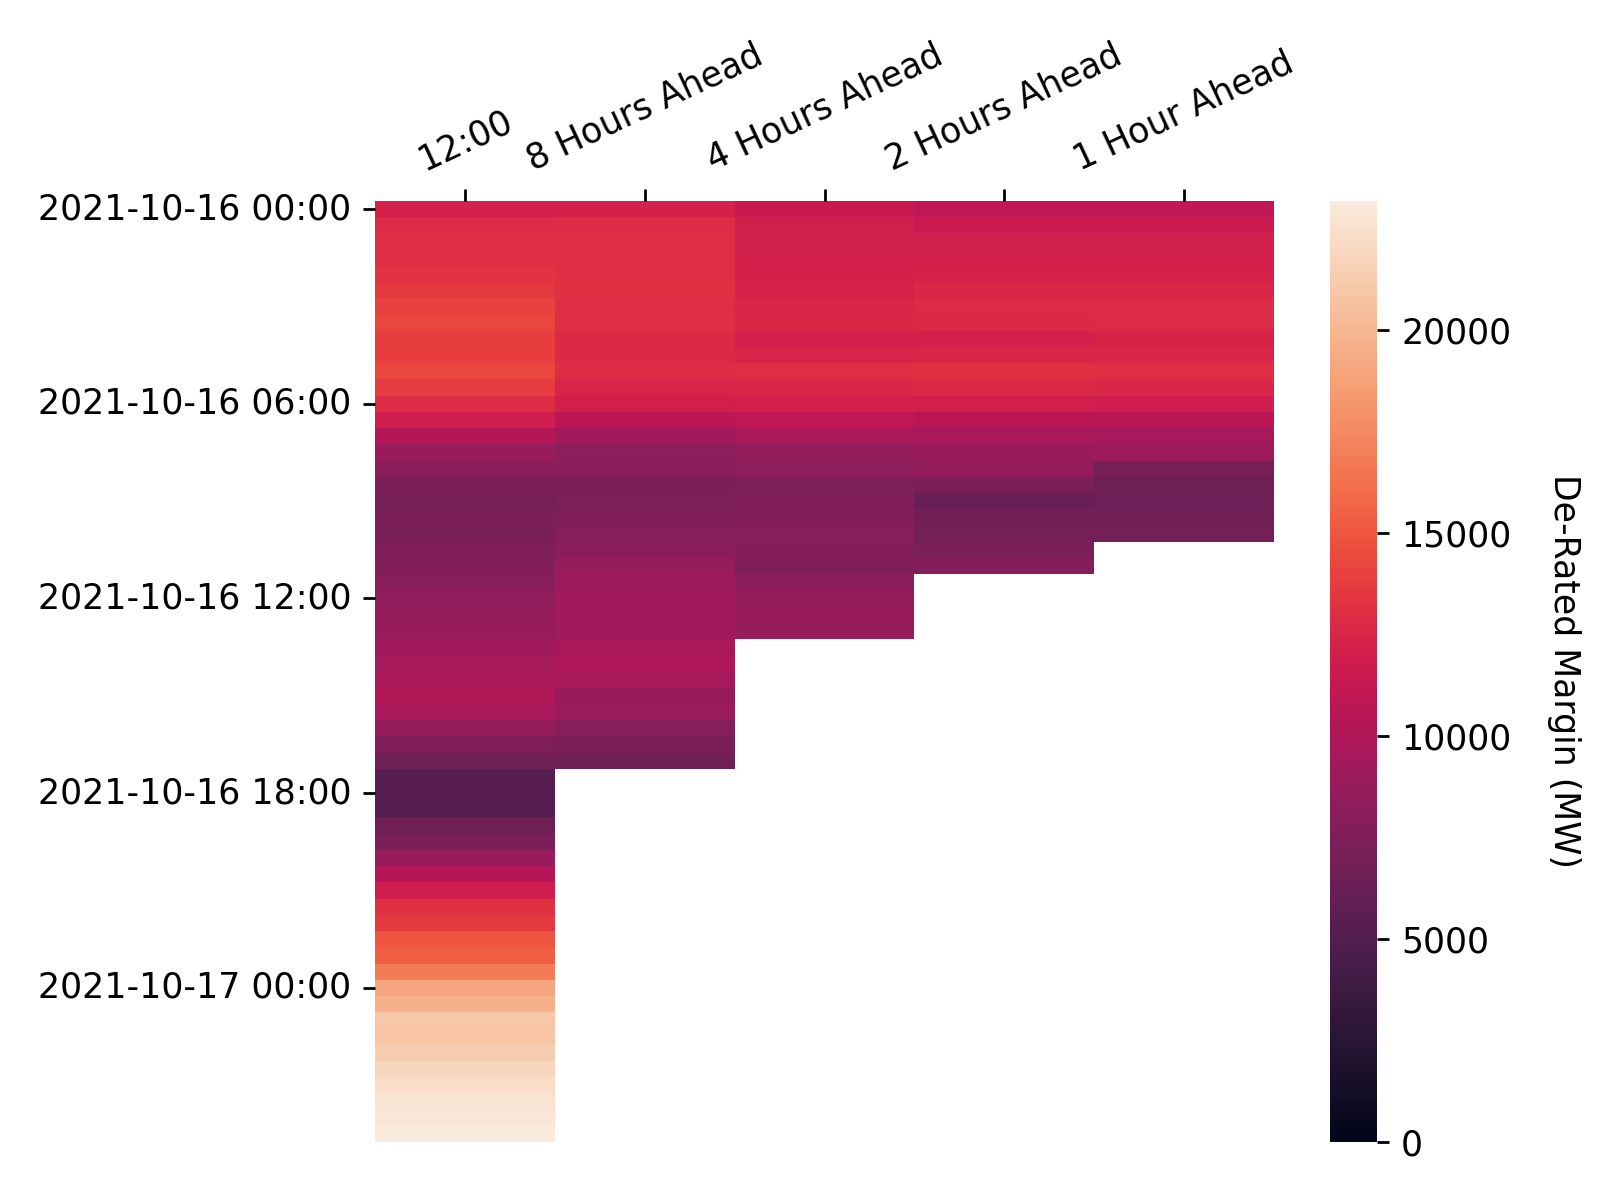 12:00
8 Hours Ahead
4 Hours Ahead
2 Hours Ahead
1 Hour Ahead
2021-10-16 00:00
2021-10-16 06:00
2021-10-16 12:00
2021-10-16 18:00
2021-10-17 00:00
20000
15000
10000
5000
0
De-Rated Margin (MW)